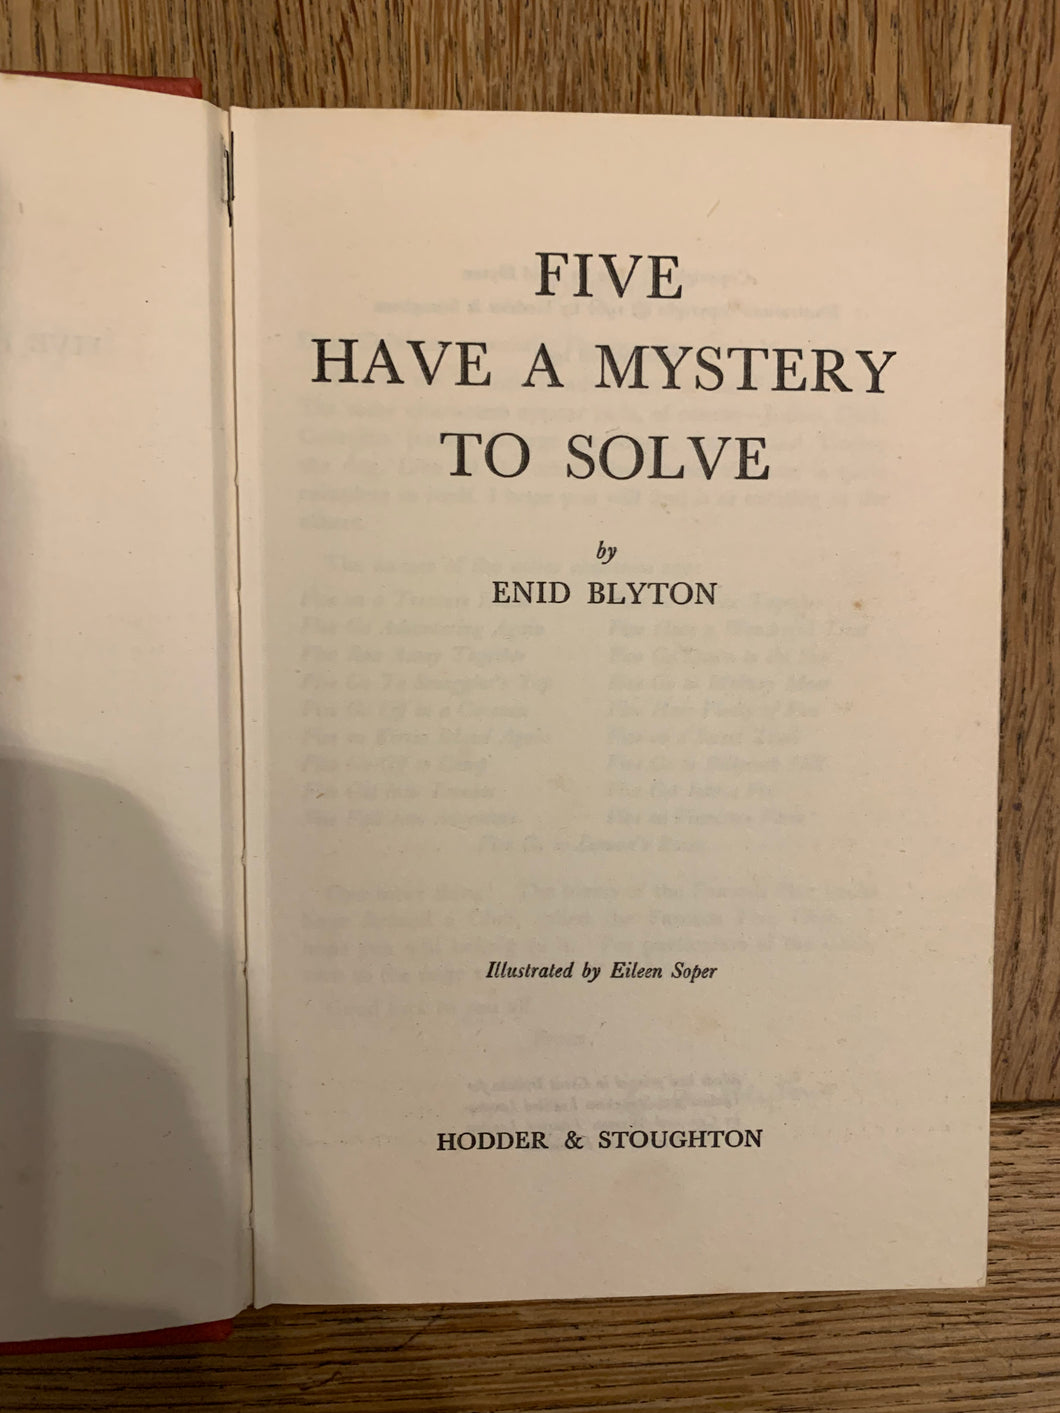 FIVE
HAVE A MYSTERY
TO SOLVE
by
ENID BLYTON
Illustrated by Eileen Soper
HODDER & STOUGHTON